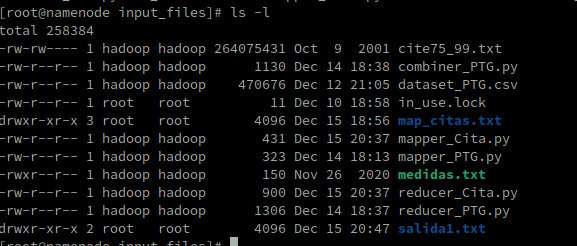 [root@namenode input_files]# ls -l
total 258384
-rw-rw---- 1 hadoop hadoop 264075431 Oct  9  2001 cite75_99.txt
-rw-r--r-- 1 hadoop hadoop      1130 Dec 14 18:38 combiner_PTG.py
-rw-r----- 1 hadoop hadoop    470676 Dec 12 21:05 dataset_PTG.csv
-rw-r--r-- 1 root   root          11 Dec 10 18:58 in_use.lock
drwxr-xr-x 3 root   root        4096 Dec 15 18:56 map_citas.txt
-rw-r--r-- 1 hadoop hadoop       431 Dec 15 20:37 mapper_Cita.py
-rw-r--r-- 1 hadoop hadoop       323 Dec 14 18:13 mapper_PTG.py
-rwxr--r-- 1 hadoop hadoop       150 Nov 26  2020 medidas.txt
-rw-r--r-- 1 hadoop hadoop       900 Dec 15 20:37 reducer_Cita.py
-rw-r--r-- 1 hadoop hadoop      1306 Dec 14 18:37 reducer_PTG.py
drwxr-xr-x 2 root   root        4096 Dec 15 20:47 salida1.txt
[root@namenode input_files]#